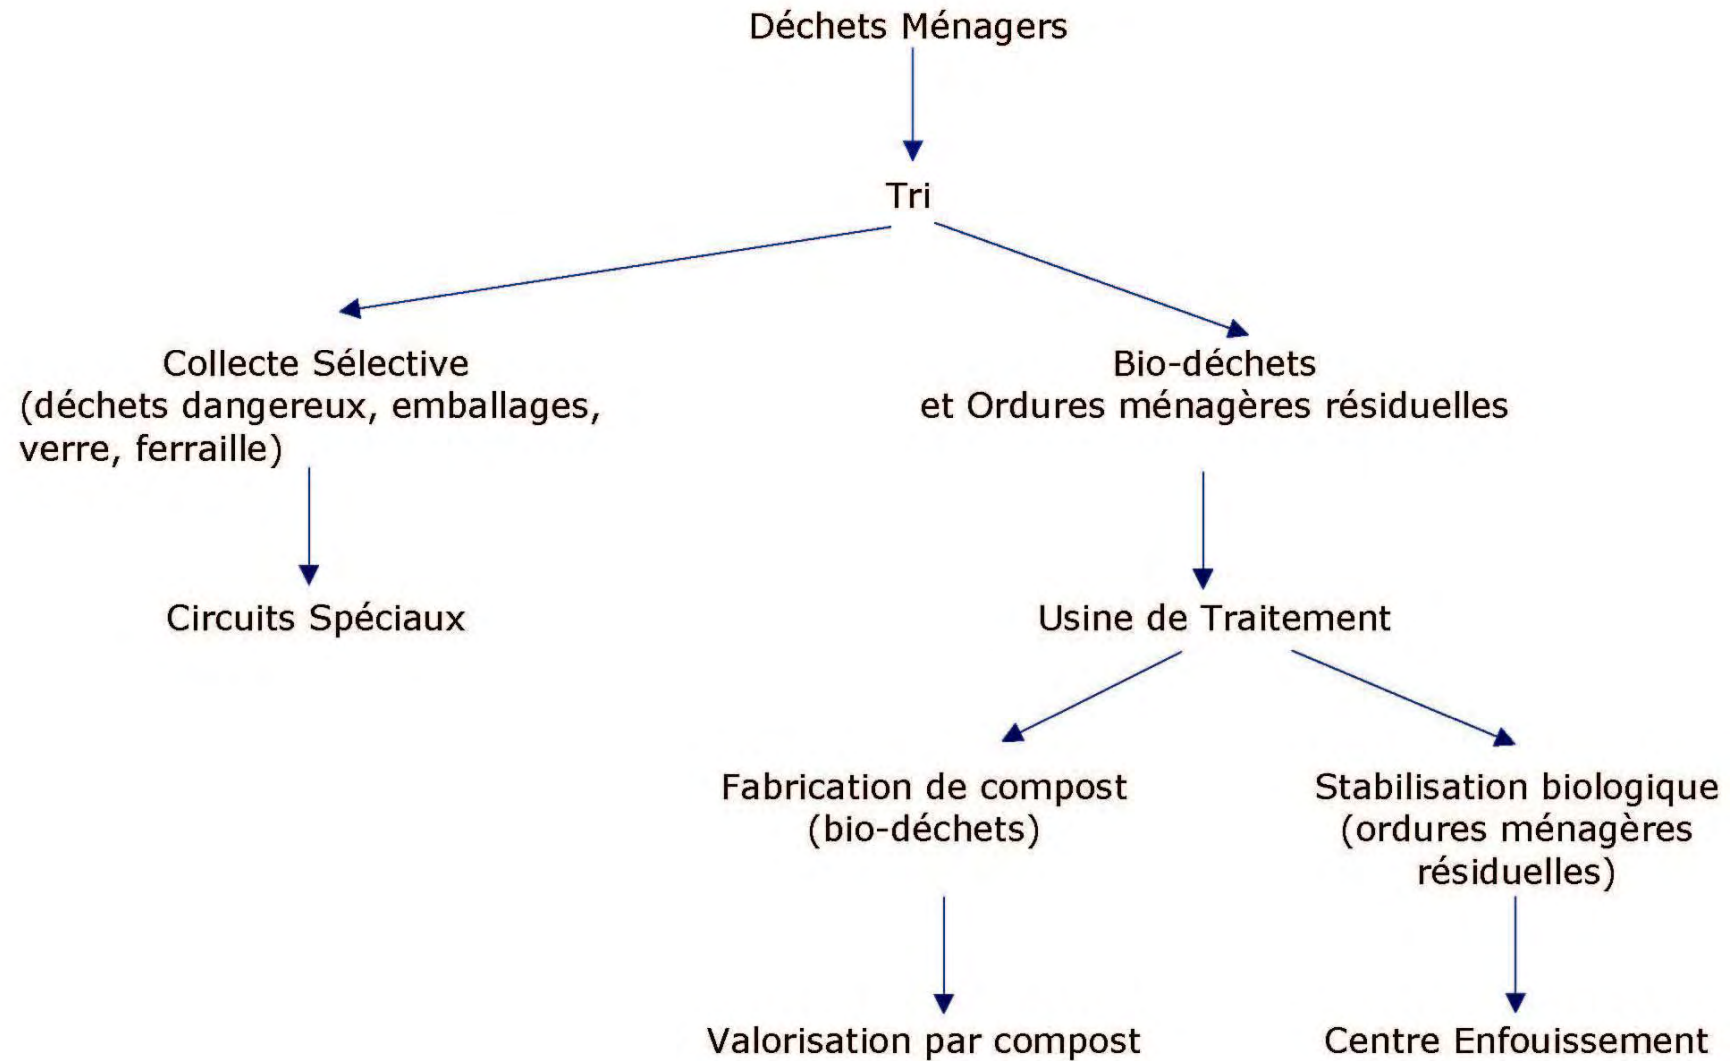 Déchets Ménagers
Tri
Collecte Sélective
(déchets dangereux, emballages,
verre, ferraille)
Bio-déchets
et Ordures ménagères résiduelles
Circuits Spéciaux
Usine de Traitement
Fabrication de compost
(bio-déchets)
Stabilisation biologique
(ordures ménagères
résiduelles)
Valorisation par compost
Centre Enfouissement